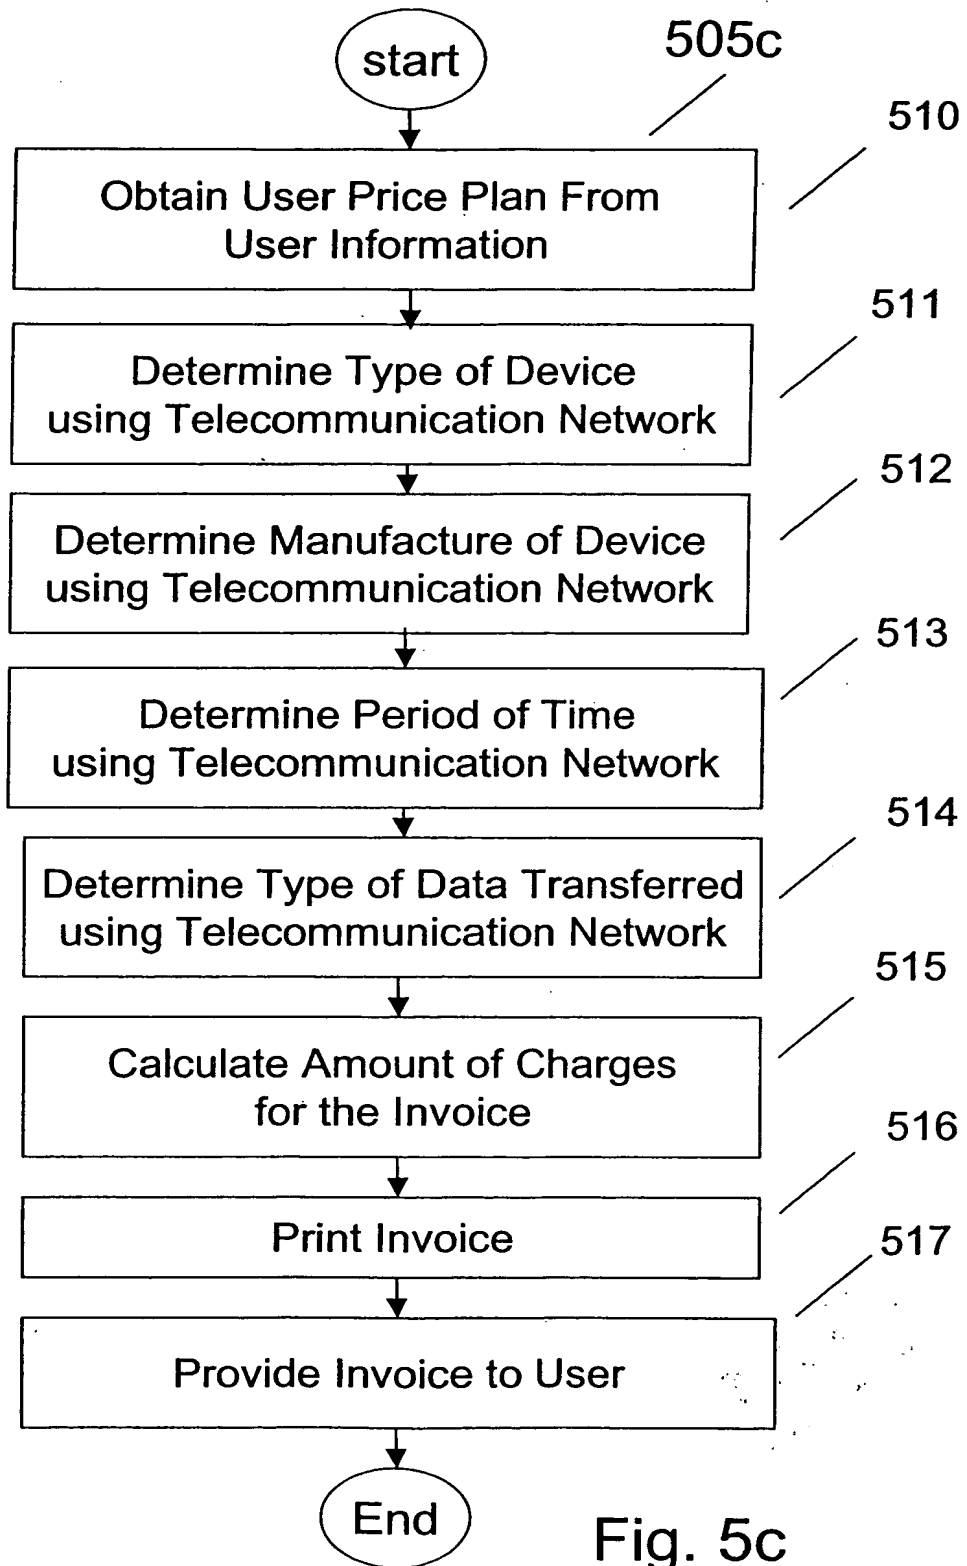 start
505c
510
Obtain User Price Plan From
User Information
511
Determine Type of Device
using Telecommunication Network
512
Determine Manufacture of Device
using Telecommunication Network
513
Determine Period of Time
using Telecommunication Network
514
Determine Type of Data Transferred
using Telecommunication Network
515
Calculate Amount of Charges
for the Invoice
516
Print Invoice
517
Provide Invoice to User
End
Fig. 5c